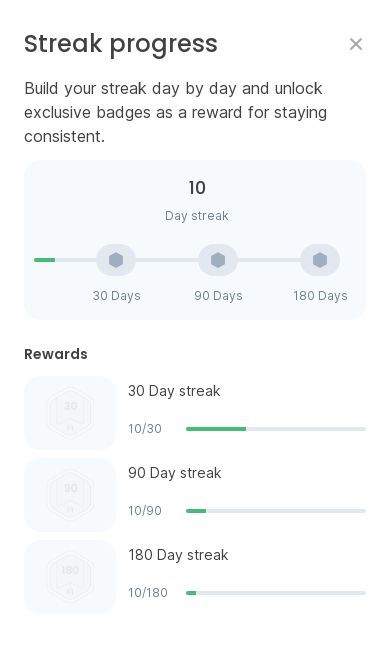 Streak progress
Build your streak day by day and unlock
exclusive badges as a reward for staying
consistent.
10
Day streak
30 Days
90 Days
180 Days
Rewards
30
30 Day streak
10/30
90
90 Day streak
10/90
180
180 Day streak
10/180